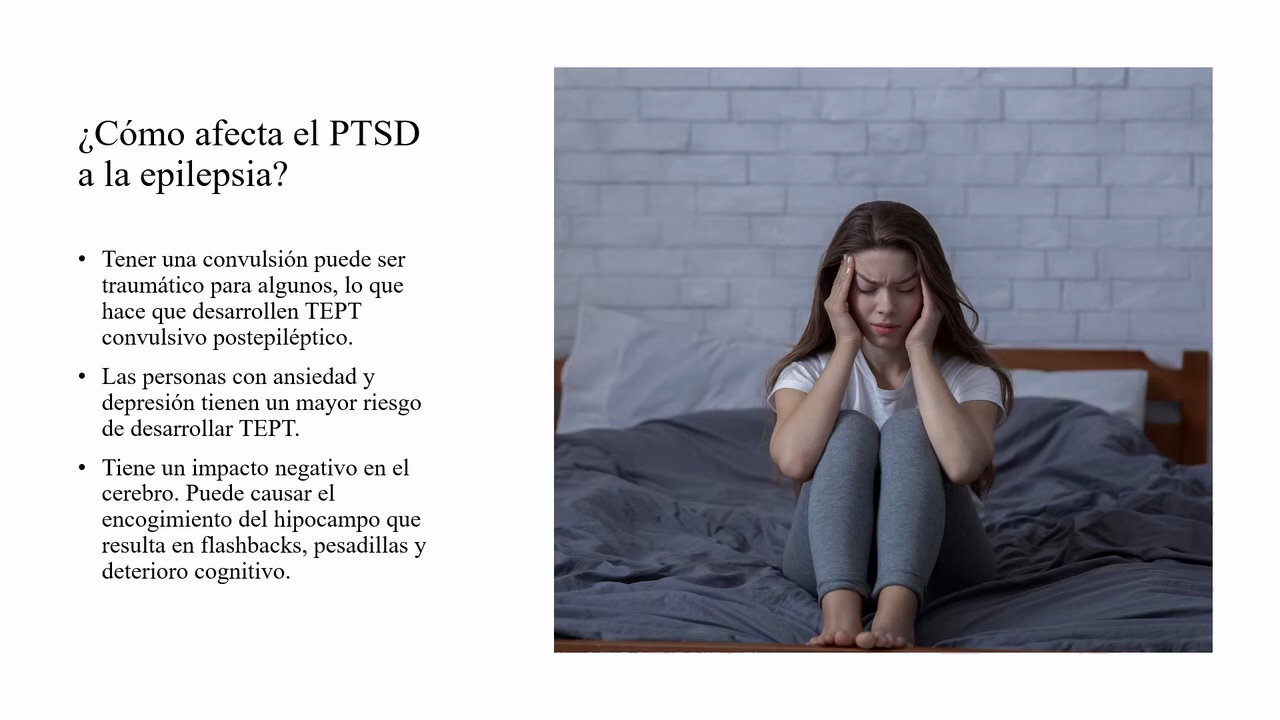 ¿Cómo afecta el PTSD
a la epilepsia?
• Tener una convulsión puede ser
traumático para algunos, lo que
hace que desarrollen TEPT
convulsivo postepiléptico.
• Las personas con ansiedad y
depresión tienen un mayor riesgo
de desarrollar TEPT.
• Tiene un impacto negativo en el
cerebro. Puede causar el
encogimiento del hipocampo que
resulta en flashbacks, pesadillas y
deterioro cognitivo.